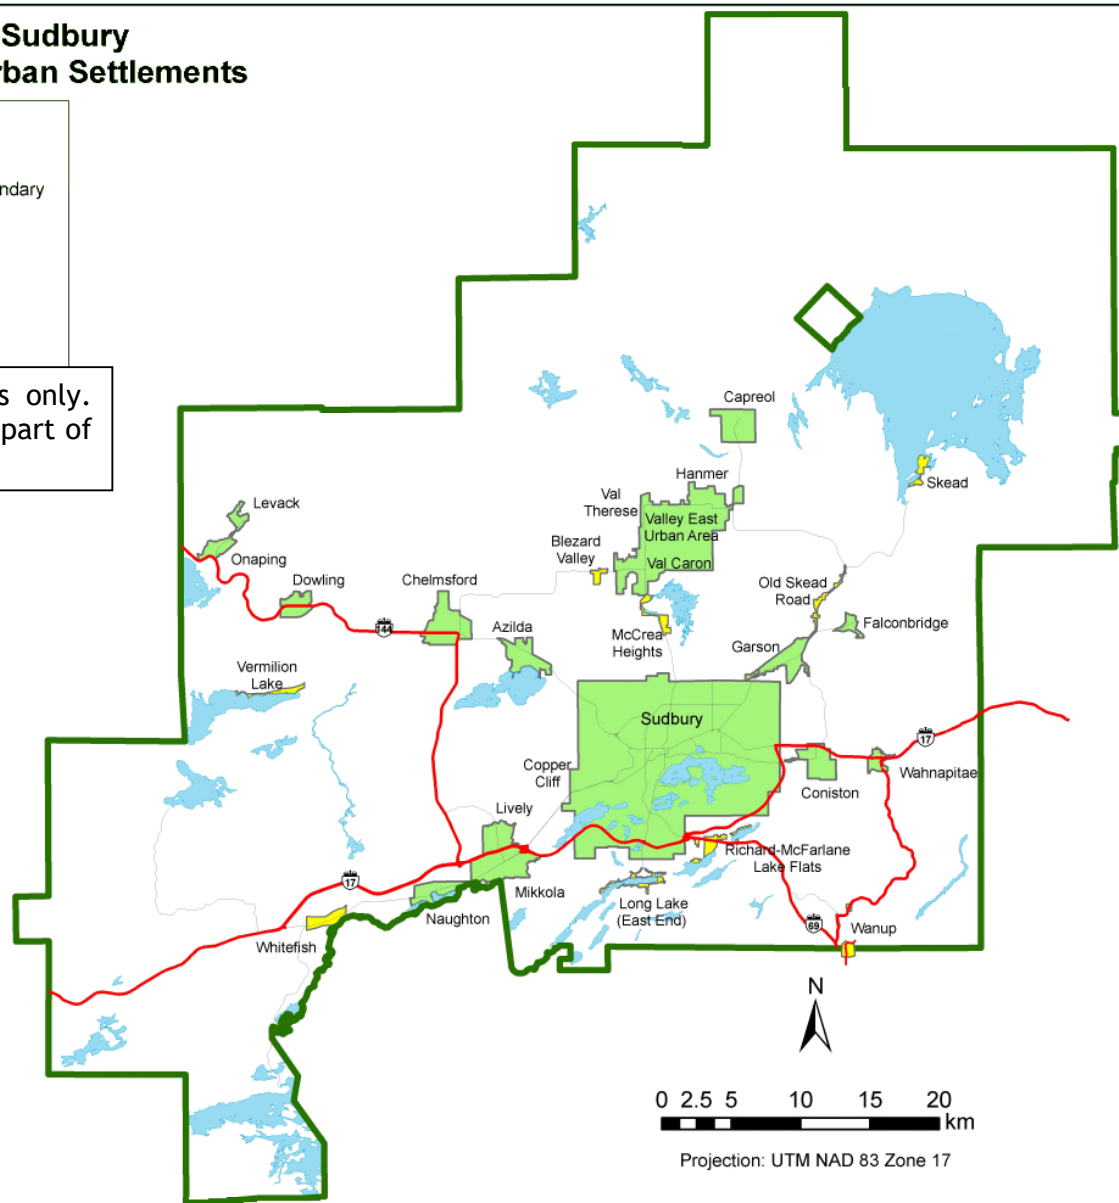 Sudbury
rban Settlements
ndary
s only.
part of
Capreol
Hanmer
Skead
Val
Therese
Valley East
Urban Area
Levack
Blezard
Valley
Val Caron
Onaping
Dowling
Chelmsford
Old Skead
Road
144
Azilda
McCrea
Heights
Falconbridge
Garson
Vermilion
Lake
Sudbury
17
Copper
Cliff
Wahnapitae
Coniston
Lively
Richard-McFarlane
Lake Flats
17
Mikkola
Naughton
Long Lake
(East End)
69
Wanup
Whitefish
N
0 2.5 5 10 15 20
km
Projection: UTM NAD 83 Zone 17